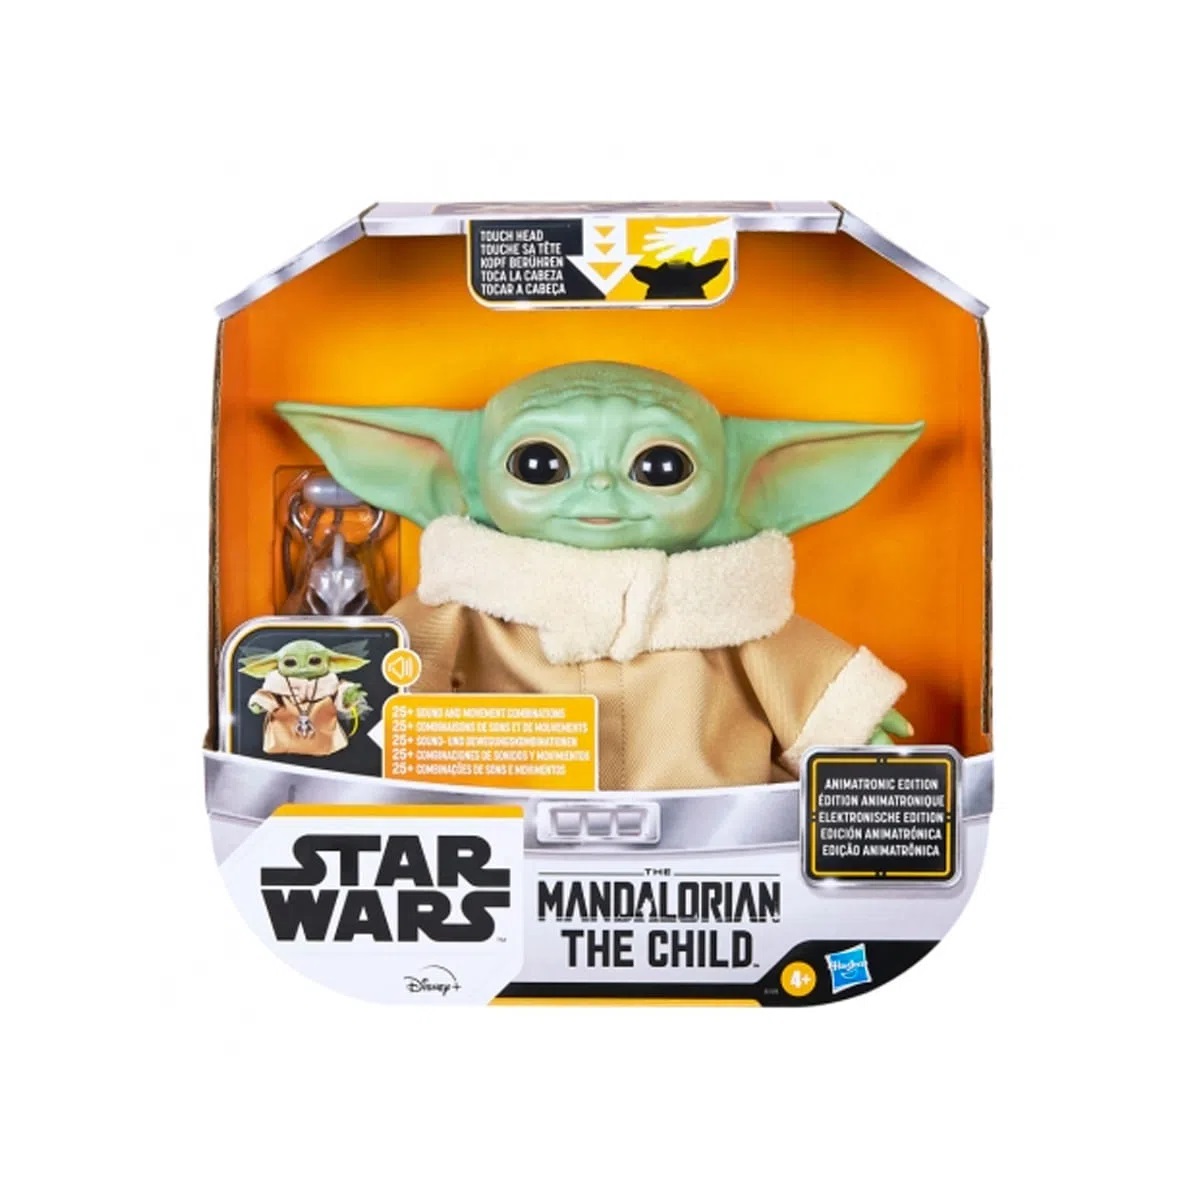 TOUCH HEAD
TOUCHE SA TÊTE
KOPF BERÜHREN
TOCA LA CABEZA
TOCAR A CABEÇA
25+ SOUND AND MOVEMENT COMBINATIONS
25+ COMBINAISONS DE SONS ET DE MOUVEMENTS
25+ SOUND- UND BEWEGUNGSKOMBINATIONEN
25+ COMBINACIONES DE SONIDOS Y MOVIMIENTOS
25+ COMBINAÇÕES DE SONS E MOVIMENTOS
ANIMATRONIC EDITION
ÉDITION ANIMATRONIQUE
ELEKTRONISCHE EDITION
EDICIÓN ANIMATRÓNICA
EDIÇÃO ANIMATRÔNICA
STAR
WARS™
THE
MANDALORIAN
THE CHILD™
Disney+
4+
Hasbro